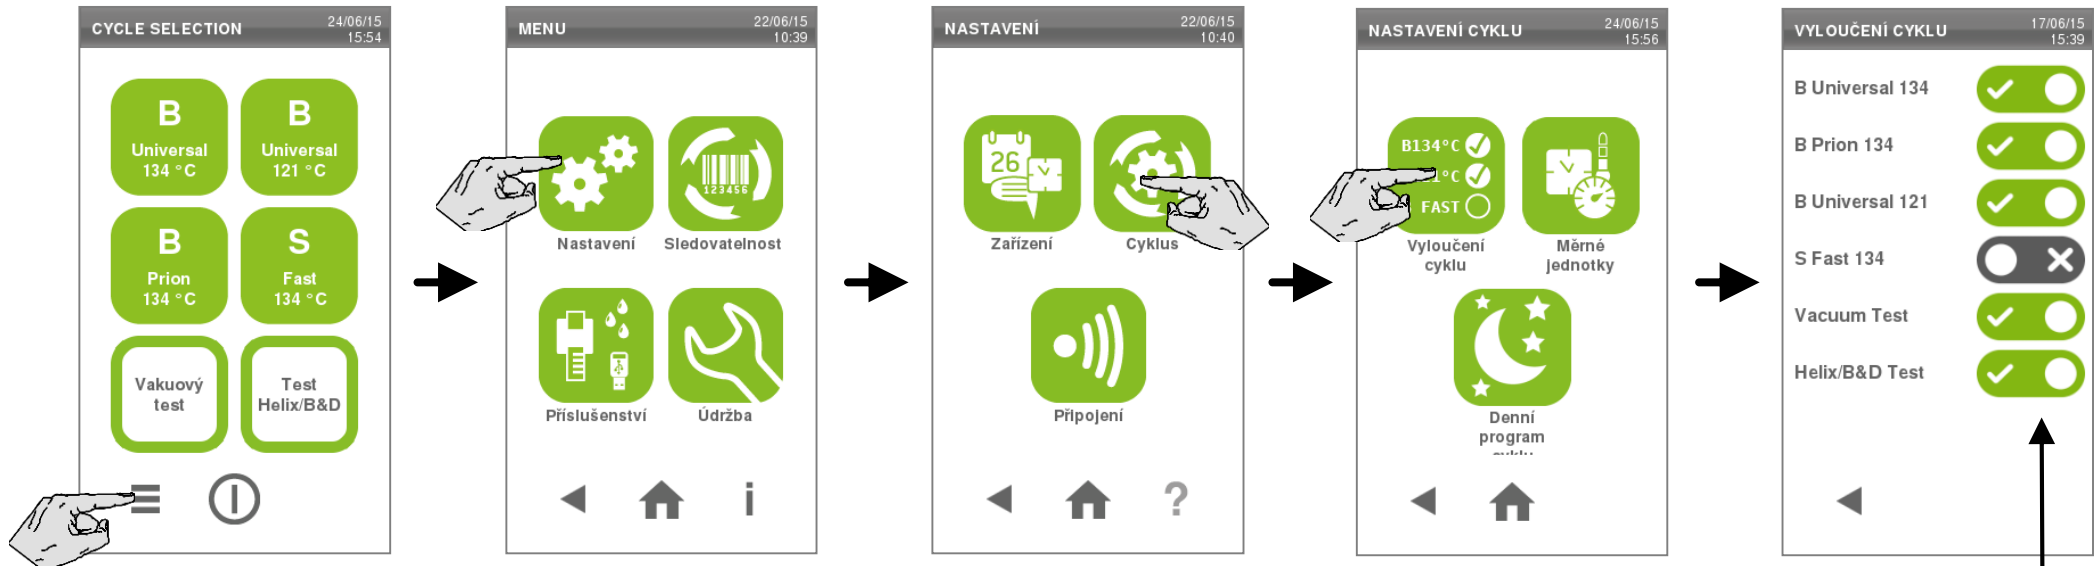 CYCLE SELECTION
24/06/15
15:54
B
Universal
134 °C
B
Universal
121 °C
B
Prion
134 °C
S
Fast
134 °C
Vakuový
test
Test
Helix/B&D
MENU
22/06/15
10:39
123456
Nastavení
Sledovatelnost
Příslušenství
Údržba
i
NASTAVENÍ
22/06/15
10:40
26
Zařízení
Cyklus
Připojení
?
NASTAVENÍ CYKLU
24/06/15
15:56
B134°C
1°C
FAST
Vyloučení
cyklu
Měrné
jednotky
Denní
program
cyklu
VYLOUČENÍ CYKLU
17/06/15
15:39
B Universal 134
B Prion 134
B Universal 121
S Fast 134
Vacuum Test
Helix/B&D Test